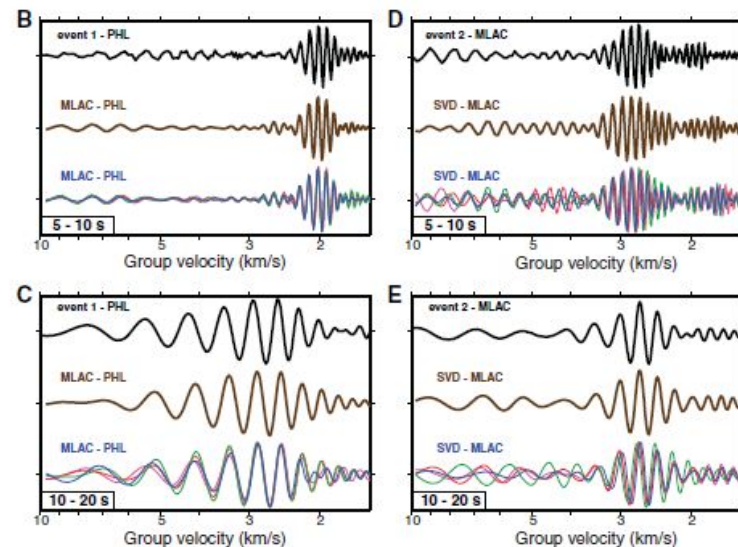 B
event 1 - PHL
MLAC - PHL
MLAC - PHL
5 - 10 s
10 5 3 2
Group velocity (km/s)
D
event 2 - MLAC
SVD - MLAC
SVD - MLAC
5 - 10 s
10 5 3 2
Group velocity (km/s)
C
event 1 - PHL
MLAC - PHL
MLAC - PHL
10 - 20 s
10 5 3 2
Group velocity (km/s)
E
event 2 - MLAC
SVD - MLAC
SVD - MLAC
10 - 20 s
10 5 3 2
Group velocity (km/s)